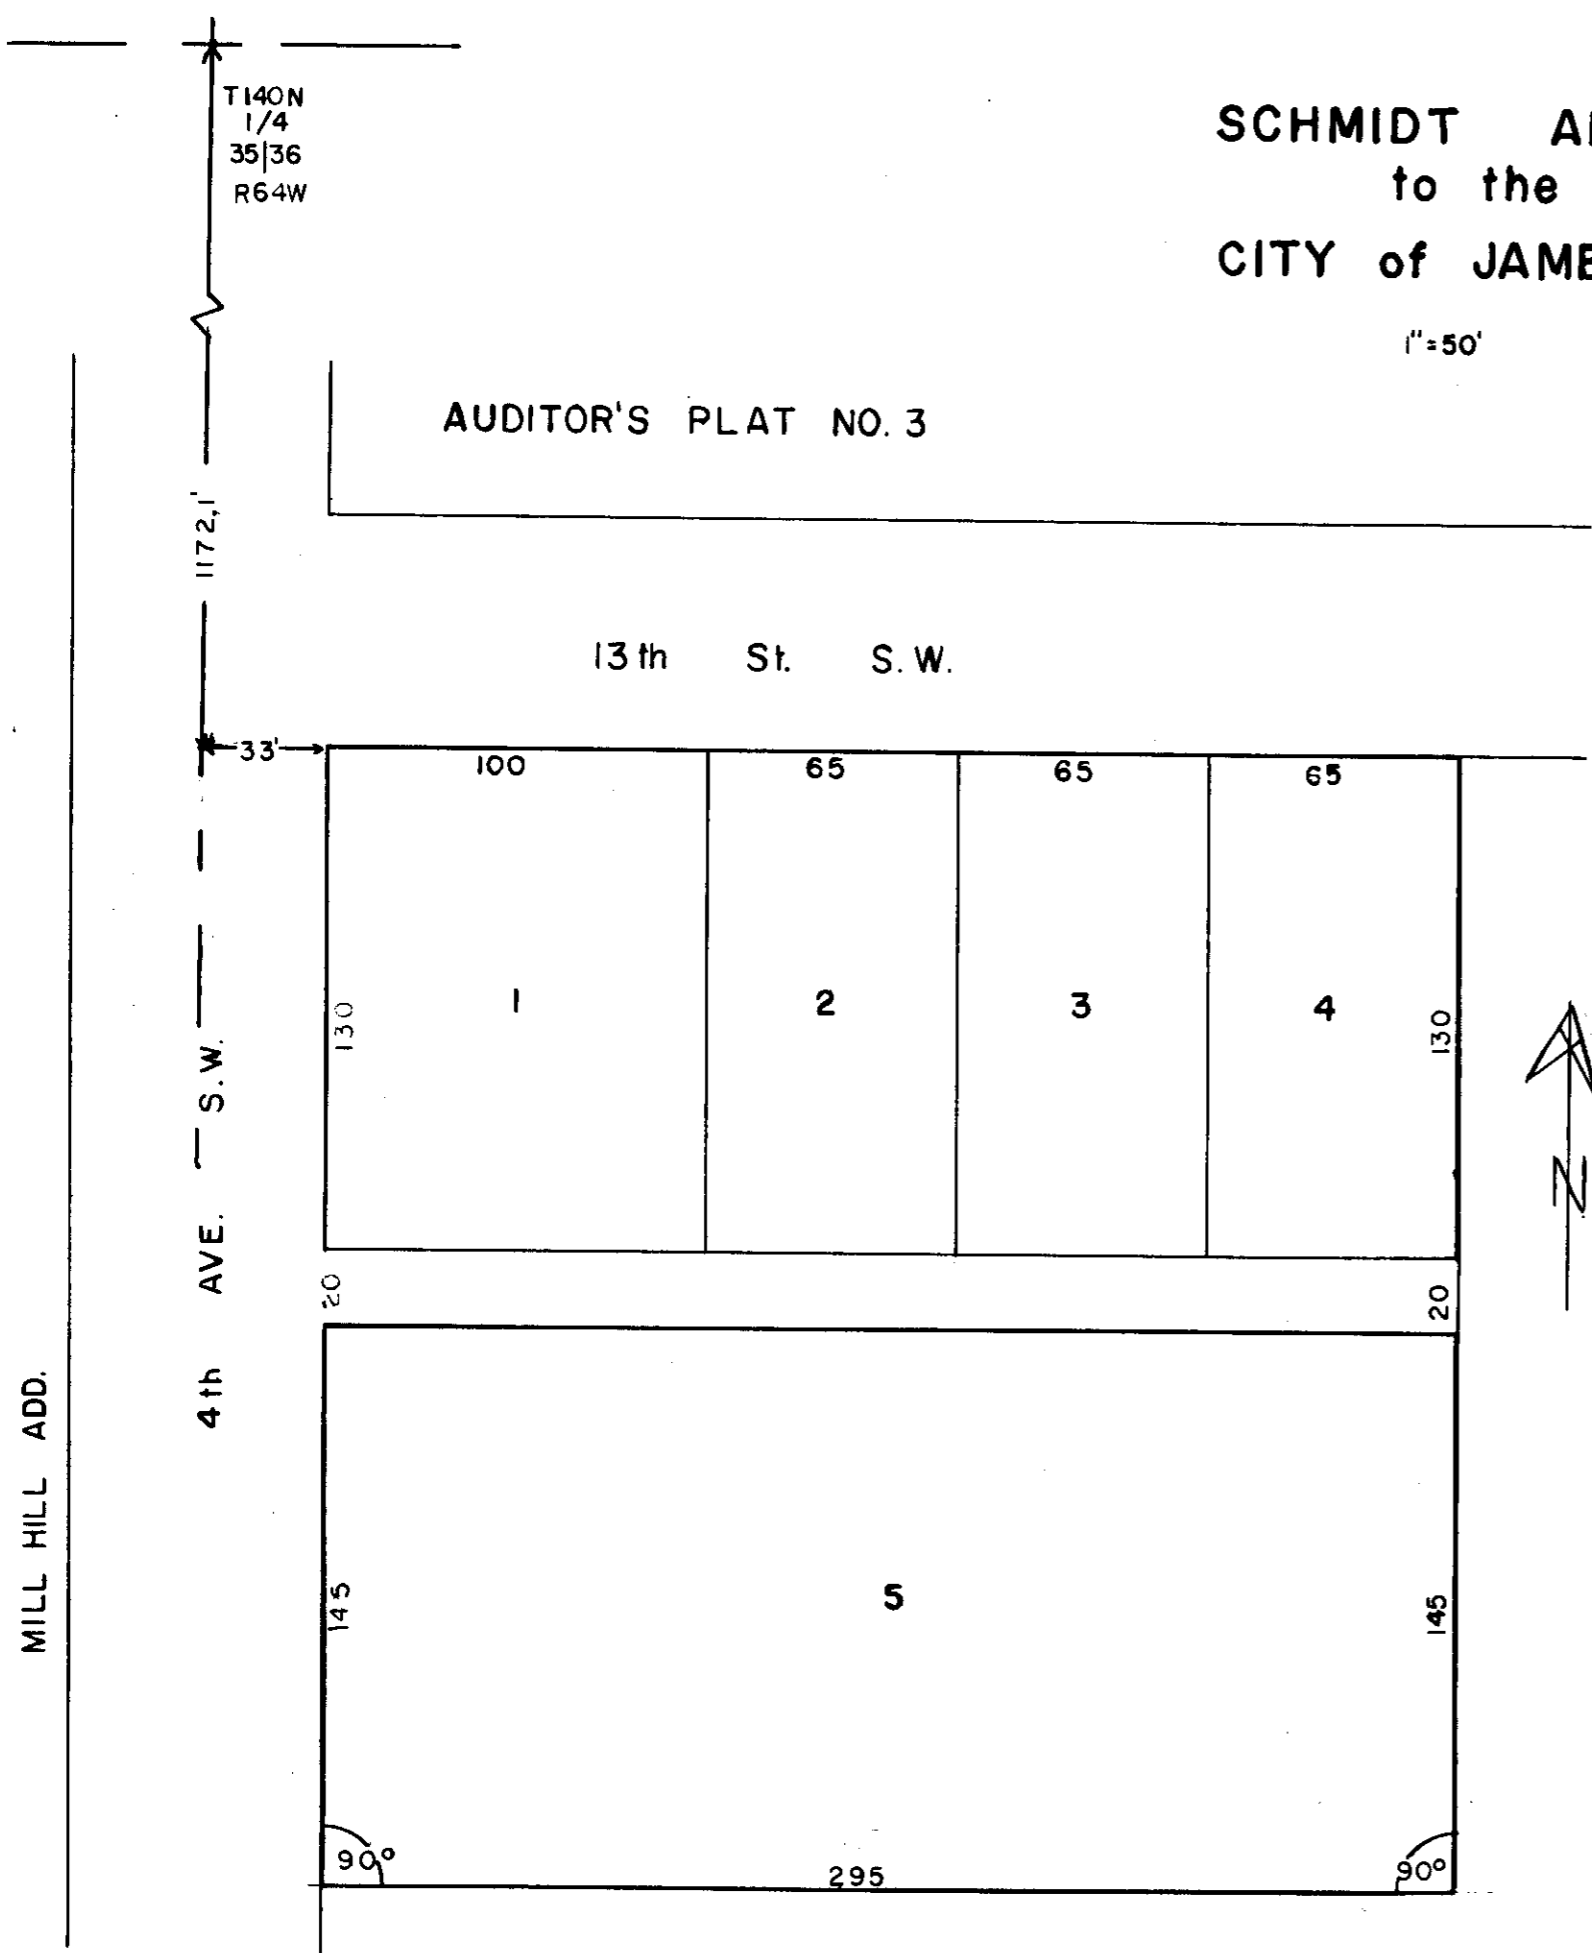 T140N
1/4
35|36
R64W
SCHMIDT
to the
CITY of JAME
1"=50'
AUDITOR'S PLAT NO. 3
1172,1'
13th St. S.W.
33'
100
65
65
65
1
2
3
4
130
130
4th AVE. S.W.
N
20
20
MILL HILL ADD.
5
145
145
90°
295
90°